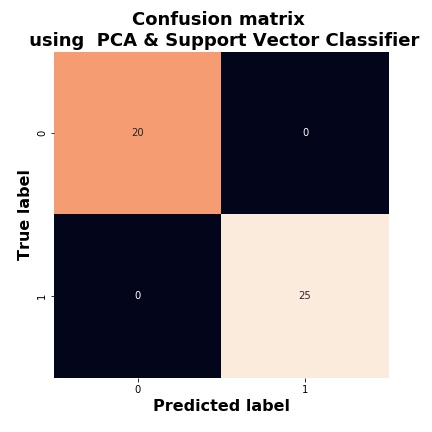 Confusion matrix
using  PCA & Support Vector Classifier
0
20
0
True label
1
0
25
0
1
Predicted label